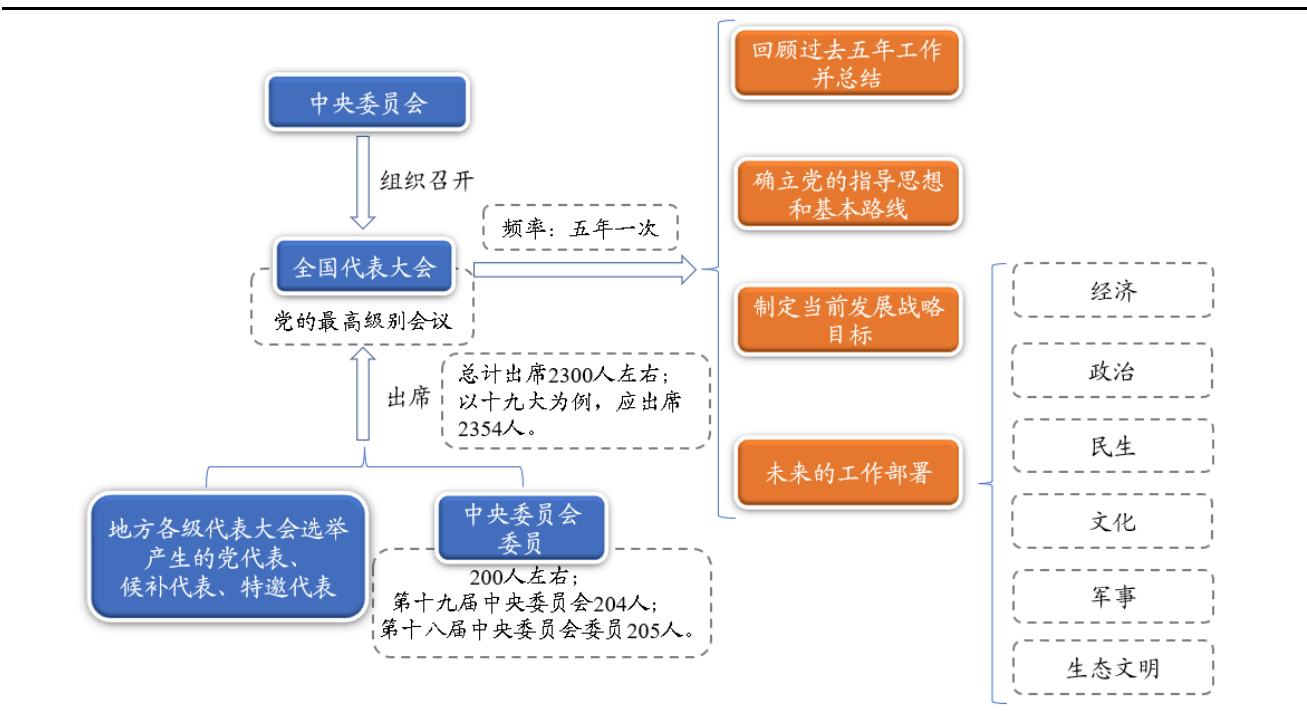 中央委员会
组织召开
全国代表大会
党的最高级别会议
频率：五年一次
出席
总计出席2300人左右；
以十九大为例，应出席
2354人。
地方各级代表大会选举
产生的党代表、
候补代表、特邀代表
中央委员会
委员
200人左右；
第十九届中央委员会204人；
第十八届中央委员会委员205人。
回顾过去五年工作
并总结
确立党的指导思想
和基本路线
制定当前发展战略
目标
未来的工作部署
经济
政治
民生
文化
军事
生态文明